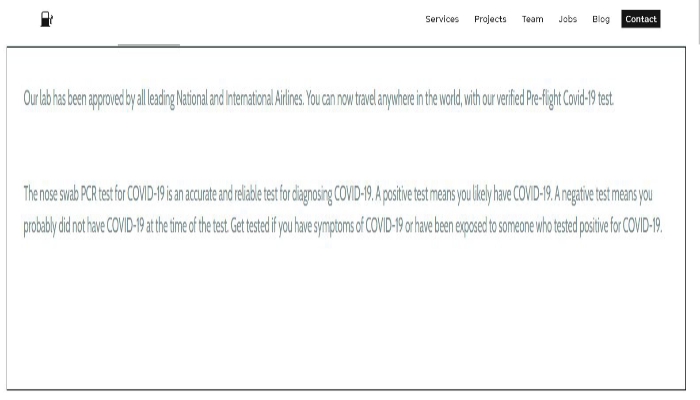 Services Projects Team Jobs Blog Contact
Our lab has been approved by all leading National and International Airlines. You can now travel anywhere in the world, with our verified Pre-flight Covid-19 test.
The nose swab PCR test for COVID-19 is an accurate and reliable test for diagnosing COVID-19. A positive test means you likely have COVID-19. A negative test means you
probably did not have COVID-19 at the time of the test. Get tested if you have symptoms of COVID-19 or have been exposed to someone who tested positive for COVID-19.